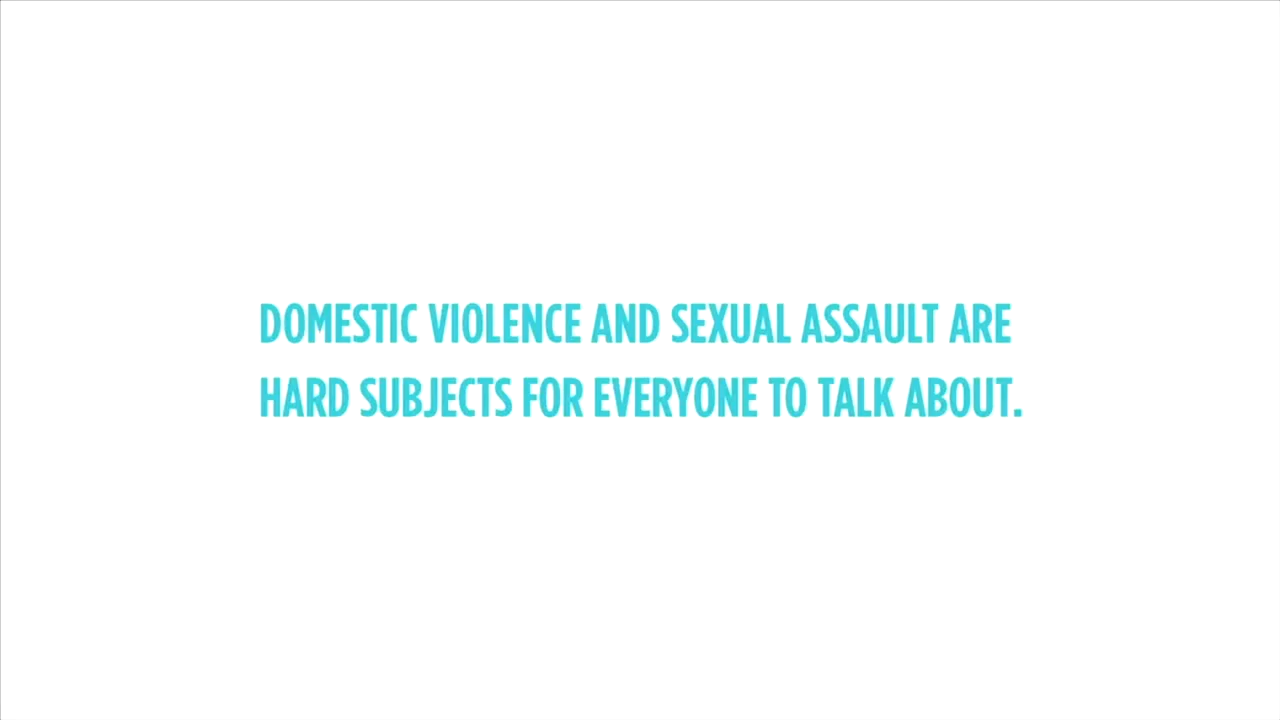 DOMESTIC VIOLENCE AND SEXUAL ASSAULT ARE
HARD SUBJECTS FOR EVERYONE TO TALK ABOUT.